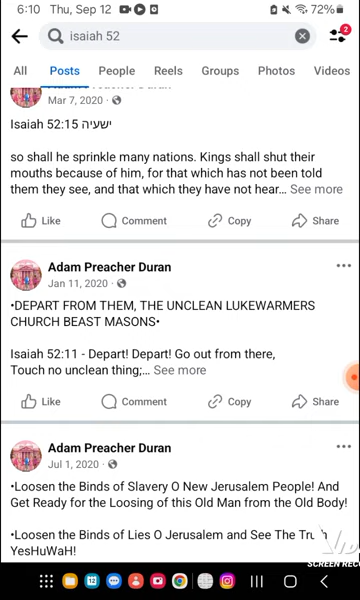 6:10 Thu, Sep 12 72%
isaiah 52
2
All Posts People Reels Groups Photos Videos
Adam Preacher Duran
Mar 7, 2020 ·
Isaiah 52:15 ישעיה
so shall he sprinkle many nations. Kings shall shut their
mouths because of him, for that which has not been told
them they see, and that which they have not hear... See more
Like Comment Copy Share
Adam Preacher Duran
Jan 11, 2020 ·
•DEPART FROM THEM, THE UNCLEAN LUKEWARMERS
CHURCH BEAST MASONS•
Isaiah 52:11 - Depart! Depart! Go out from there,
Touch no unclean thing;... See more
Like Comment Copy Share
Adam Preacher Duran
Jul 1, 2020 ·
•Loosen the Binds of Slavery O New Jerusalem People! And
Get Ready for the Loosing of this Old Man from the Old Body!
•Loosen the Binds of Lies O Jerusalem and See The Truth
YesHuWaH!
SCREEN REC